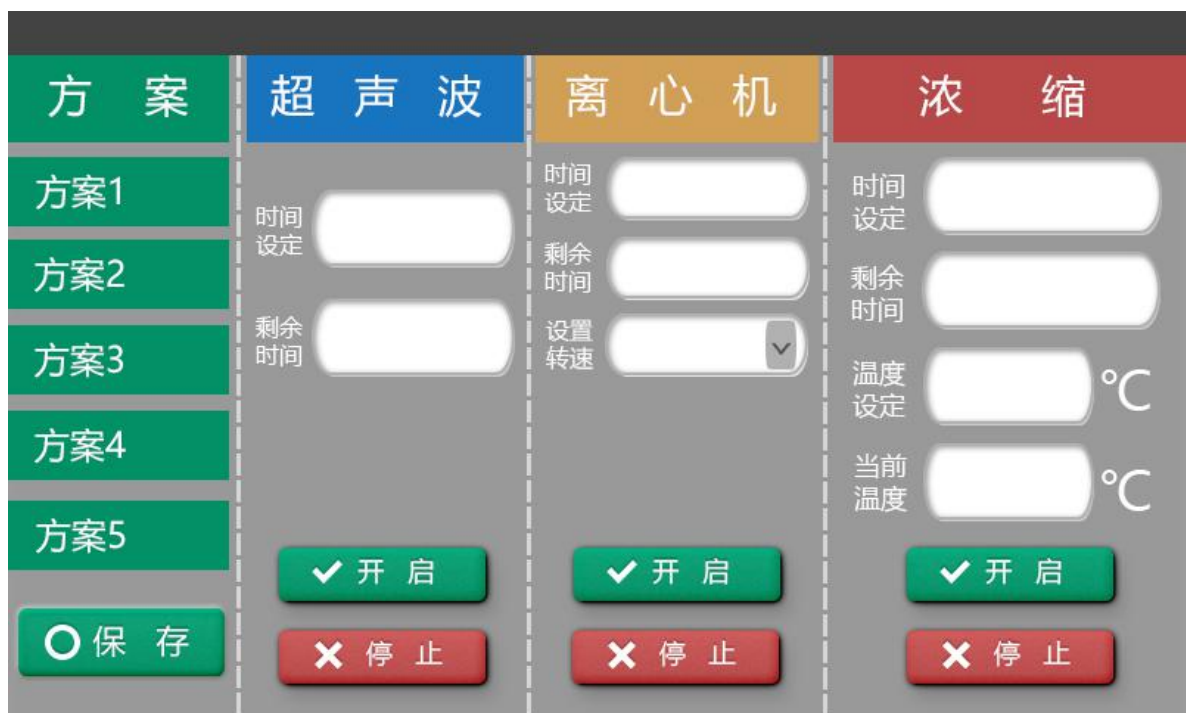 方案
方案1
方案2
方案3
方案4
方案5
保存
超声波
时间
设定
剩余
时间
开启
停止
离心机
时间
设定
剩余
时间
设置
转速
开启
停止
浓缩
时间
设定
剩余
时间
温度
设定
℃
当前
温度
℃
开启
停止